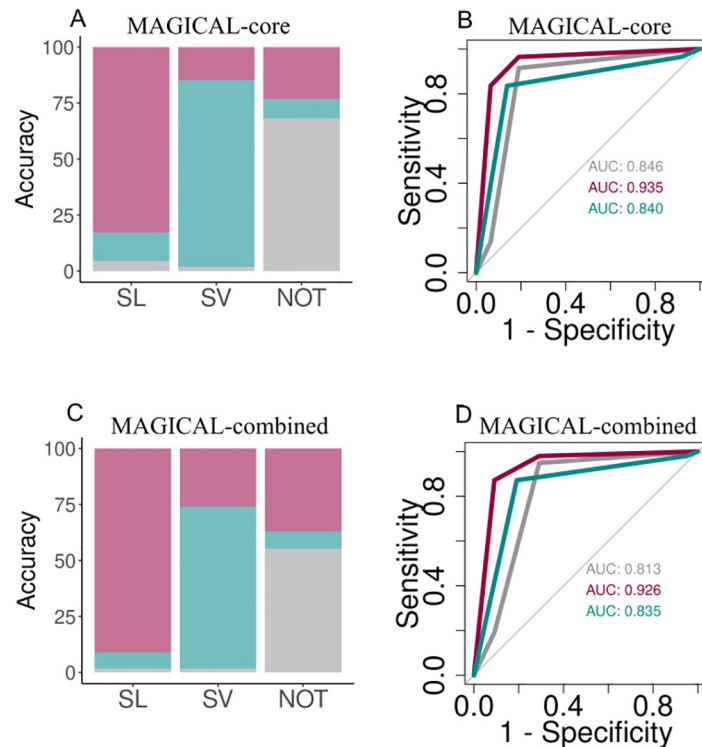 A
MAGICAL-core
Accuracy
100
75
50
25
0
SL SV NOT
B
MAGICAL-core
Sensitivity
0.8
0.4
0.0
AUC: 0.846
AUC: 0.935
AUC: 0.840
0.0 0.4 0.8
1 - Specificity
C
MAGICAL-combined
Accuracy
100
75
50
25
0
SL SV NOT
D
MAGICAL-combined
Sensitivity
0.8
0.4
0.0
AUC: 0.813
AUC: 0.926
AUC: 0.835
0.0 0.4 0.8
1 - Specificity